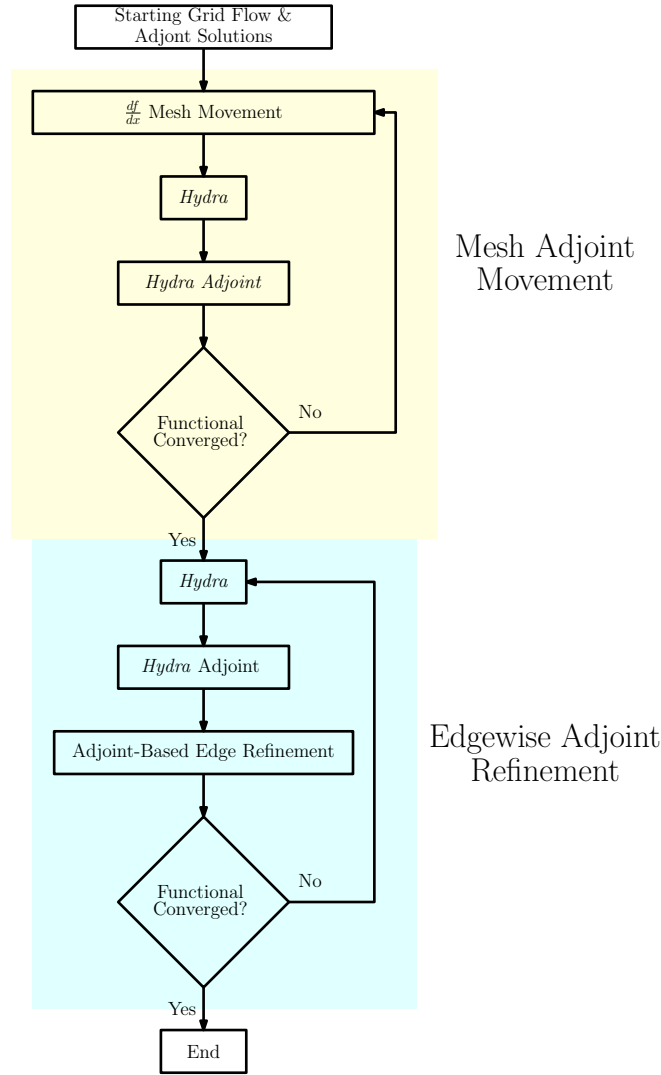 Starting Grid Flow &
Adjont Solutions
df/dx Mesh Movement
Hydra
Hydra Adjoint
Mesh Adjoint
Movement
Functional
Converged?
No
Yes
Hydra
Hydra Adjoint
Adjoint-Based Edge Refinement
Edgewise Adjoint
Refinement
Functional
Converged?
No
Yes
End